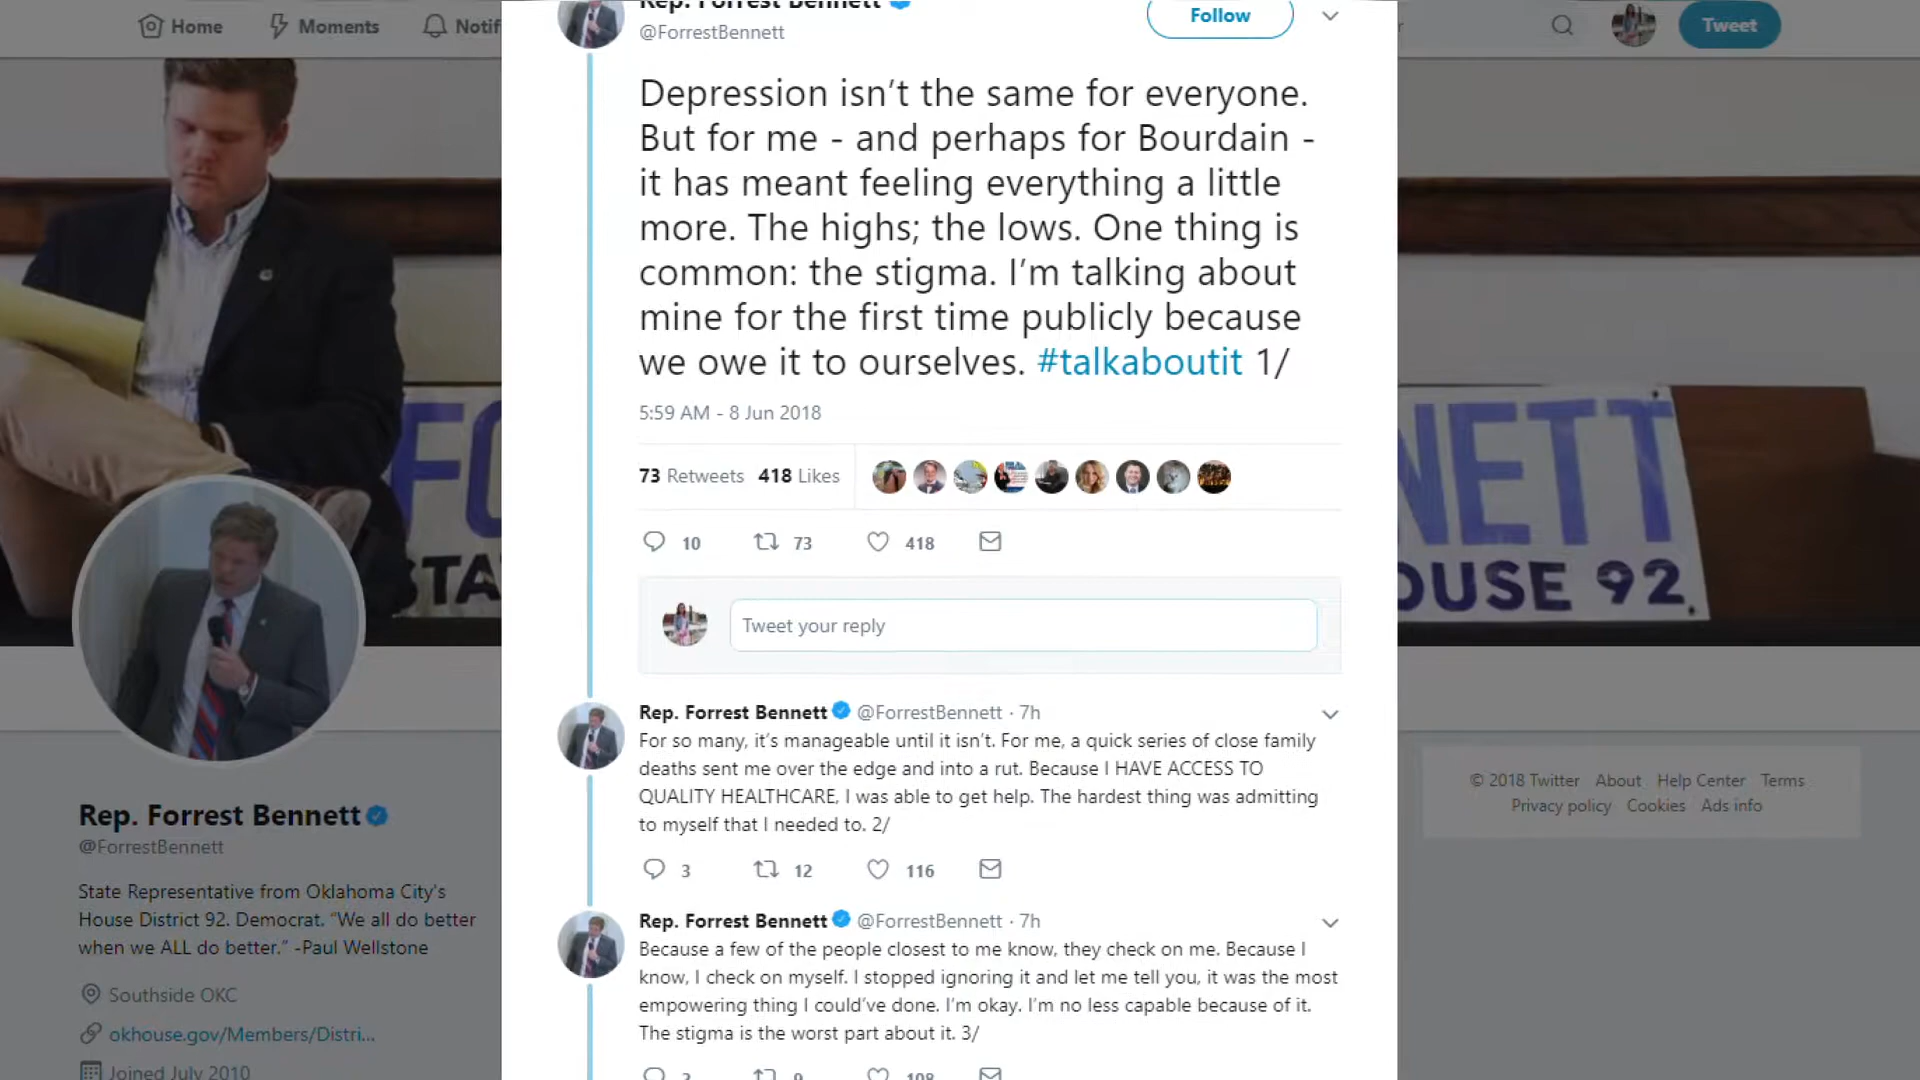 Home
Moments
Notif
Rep. Forrest Bennett
@ForrestBennett
Follow
Tweet
Depression isn’t the same for everyone.
But for me - and perhaps for Bourdain -
it has meant feeling everything a little
more. The highs; the lows. One thing is
common: the stigma. I’m talking about
mine for the first time publicly because
we owe it to ourselves. #talkaboutit 1/
5:59 AM - 8 Jun 2018
73 Retweets 418 Likes
10 73 418
Tweet your reply
Rep. Forrest Bennett @ForrestBennett · 7h
For so many, it’s manageable until it isn’t. For me, a quick series of close family
deaths sent me over the edge and into a rut. Because I HAVE ACCESS TO
QUALITY HEALTHCARE, I was able to get help. The hardest thing was admitting
to myself that I needed to. 2/
3 12 116
Rep. Forrest Bennett @ForrestBennett · 7h
Because a few of the people closest to me know, they check on me. Because I
know, I check on myself. I stopped ignoring it and let me tell you, it was the most
empowering thing I could’ve done. I’m okay. I’m no less capable because of it.
The stigma is the worst part about it. 3/
Rep. Forrest Bennett
@ForrestBennett
State Representative from Oklahoma City's
House District 92. Democrat. “We all do better
when we ALL do better.” -Paul Wellstone
Southside OKC
okhouse.gov/Members/Distri...
Joined July 2010
FO
STA
NETT
OUSE 92
© 2018 Twitter About Help Center Terms
Privacy policy Cookies Ads info